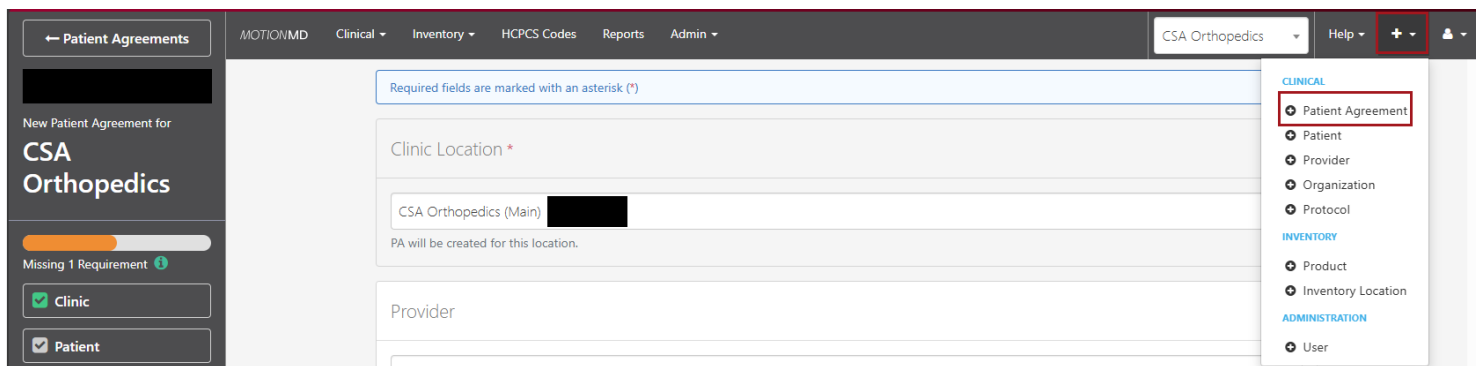 ← Patient Agreements
MOTIONMD Clinical Inventory HCPCS Codes Reports Admin CSA Orthopedics Help
New Patient Agreement for
CSA
Orthopedics
Missing 1 Requirement
Clinic
Patient
Required fields are marked with an asterisk (*)
Clinic Location *
CSA Orthopedics (Main)
PA will be created for this location.
Provider
CLINICAL
Patient Agreement
Patient
Provider
Organization
Protocol
INVENTORY
Product
Inventory Location
ADMINISTRATION
User